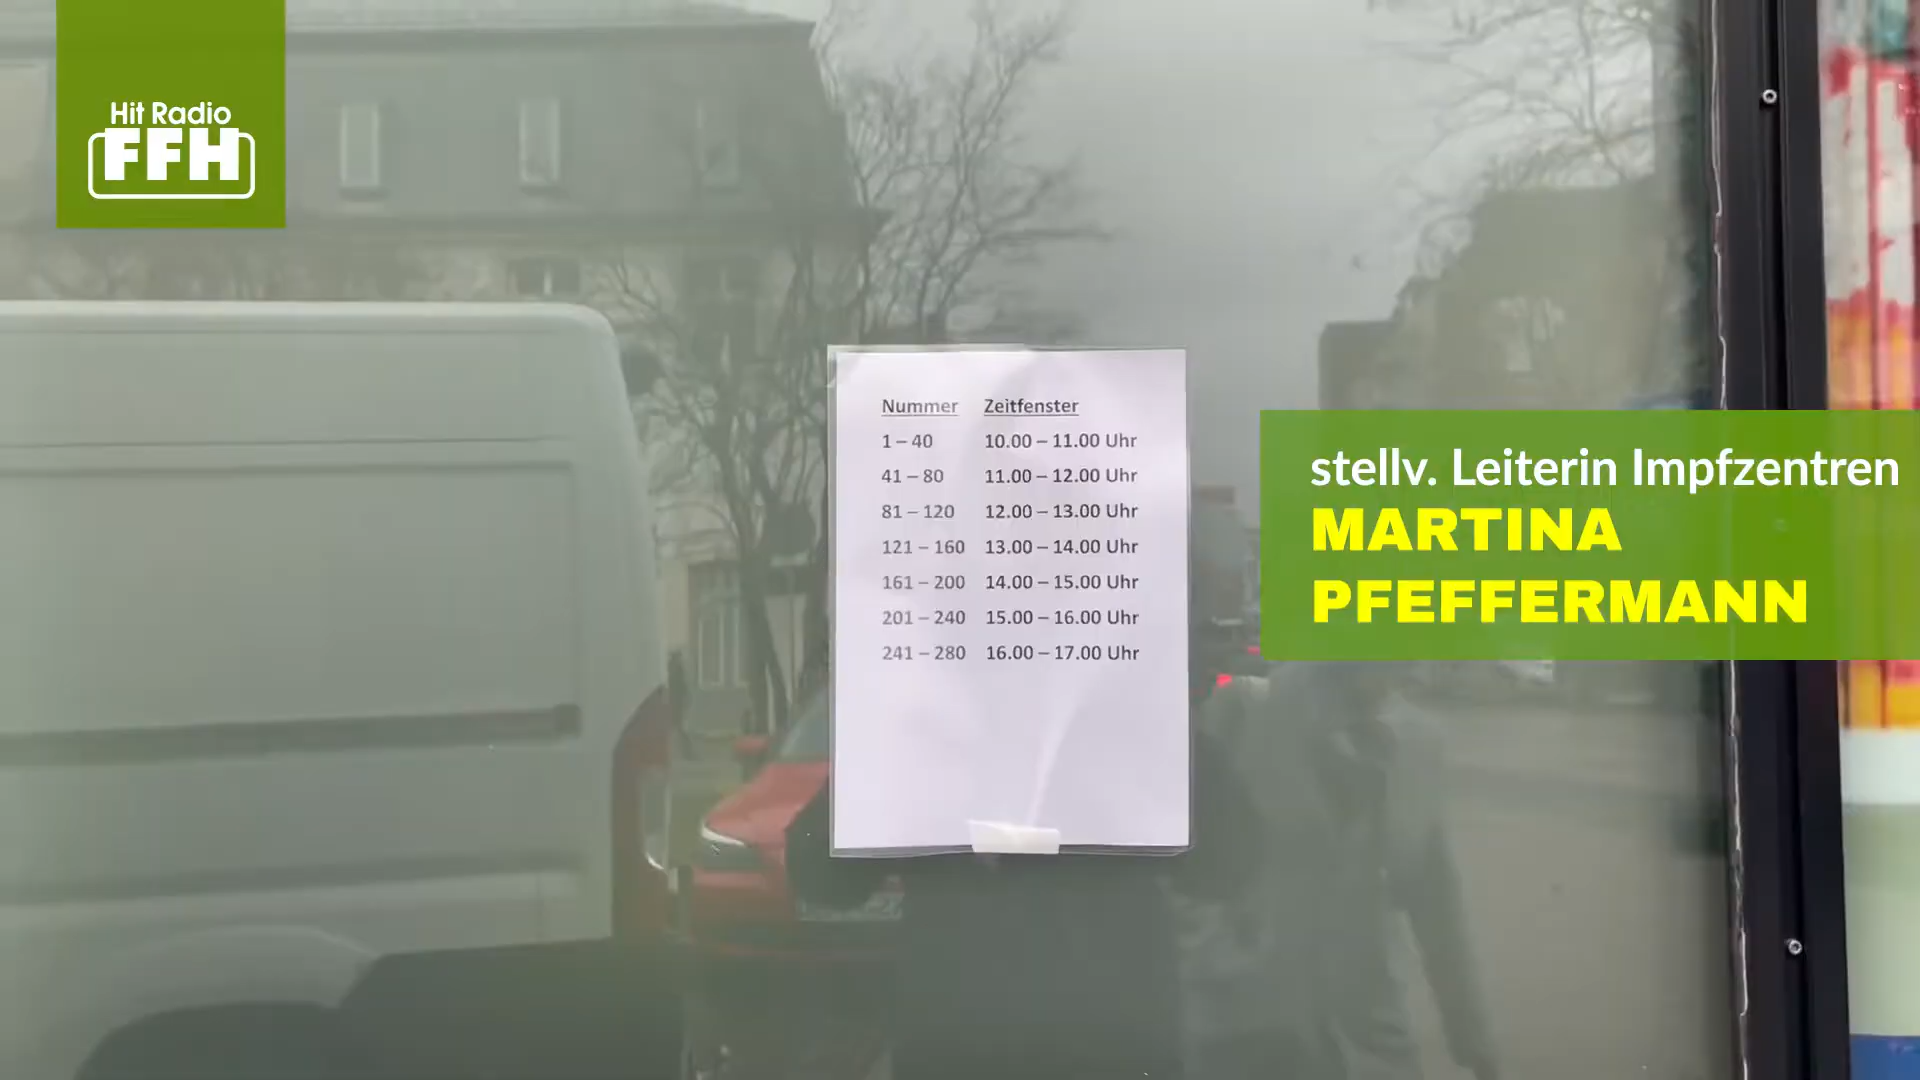 Hit Radio
FFH
Nummer Zeitfenster
1 – 40 10.00 – 11.00 Uhr
41 – 80 11.00 – 12.00 Uhr
81 – 120 12.00 – 13.00 Uhr
121 – 160 13.00 – 14.00 Uhr
161 – 200 14.00 – 15.00 Uhr
201 – 240 15.00 – 16.00 Uhr
241 – 280 16.00 – 17.00 Uhr
stellv. Leiterin Impfzentren
MARTINA
PFEFFERMANN